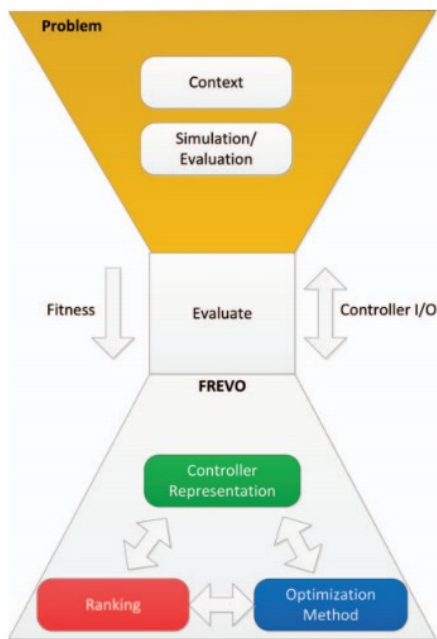 Problem
Context
Simulation/
Evaluation
Fitness
Evaluate
Controller I/O
FREVO
Controller
Representation
Ranking
Optimization
Method